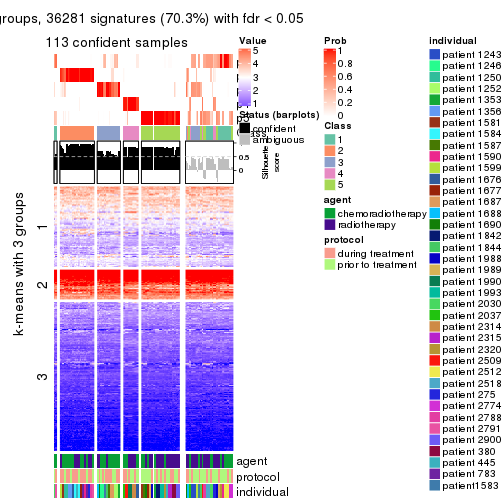 groups, 36281 signatures (70.3%) with fdr < 0.05
113 confident samples
k-means with 3 groups
1
2
3
agent
protocol
individual
Value
5
4
3
2
1
Status (barplots)
confident
ambiguous
0.5
0
Silhouette
score
Prob
1
0.8
0.6
0.4
0.2
0
Class
1
2
3
4
5
agent
chemoradiotherapy
radiotherapy
protocol
during treatment
prior to treatment
individual
patient 1243
patient 1246
patient 1250
patient 1252
patient 1353
patient 1356
patient 1581
patient 1584
patient 1587
patient 1590
patient 1599
patient 1676
patient 1677
patient 1687
patient 1688
patient 1690
patient 1842
patient 1844
patient 1988
patient 1989
patient 1990
patient 1993
patient 2030
patient 2037
patient 2314
patient 2315
patient 2320
patient 2509
patient 2512
patient 2518
patient 275
patient 2774
patient 2788
patient 2791
patient 2900
patient 380
patient 445
patient 783
patient1583